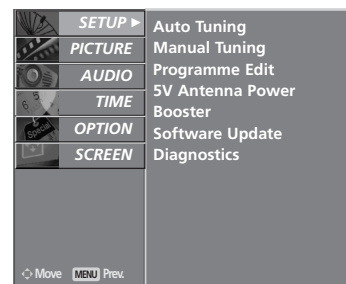 SETUP ►
PICTURE
AUDIO
TIME
OPTION
SCREEN
Auto Tuning
Manual Tuning
Programme Edit
5V Antenna Power
Booster
Software Update
Diagnostics
Special
Move MENU Prev.